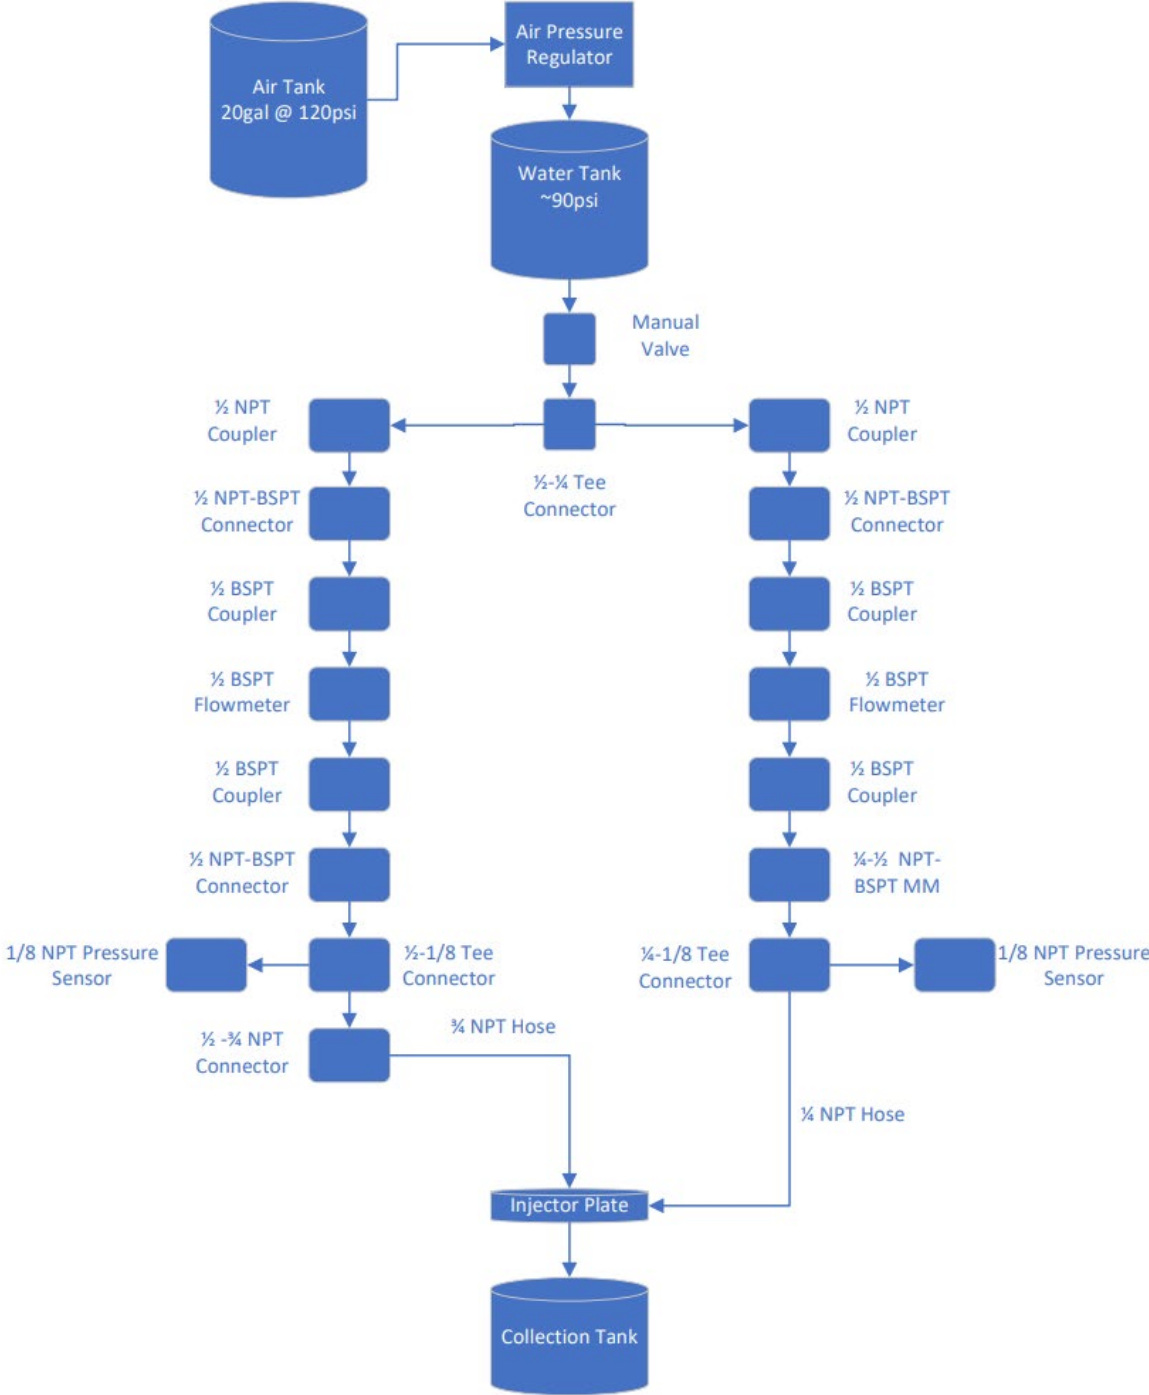 Air Pressure
Regulator
Air Tank
20gal @ 120psi
Water Tank
~90psi
Manual
Valve
½ NPT
Coupler
½ NPT
Coupler
½-¼ Tee
Connector
½ NPT-BSPT
Connector
½ NPT-BSPT
Connector
½ BSPT
Coupler
½ BSPT
Coupler
½ BSPT
Flowmeter
½ BSPT
Flowmeter
½ BSPT
Coupler
½ BSPT
Coupler
½ NPT-BSPT
Connector
¼-½ NPT-
BSPT MM
1/8 NPT Pressure
Sensor
½-1/8 Tee
Connector
¼-1/8 Tee
Connector
1/8 NPT Pressure
Sensor
½ -¾ NPT
Connector
¾ NPT Hose
¼ NPT Hose
Injector Plate
Collection Tank